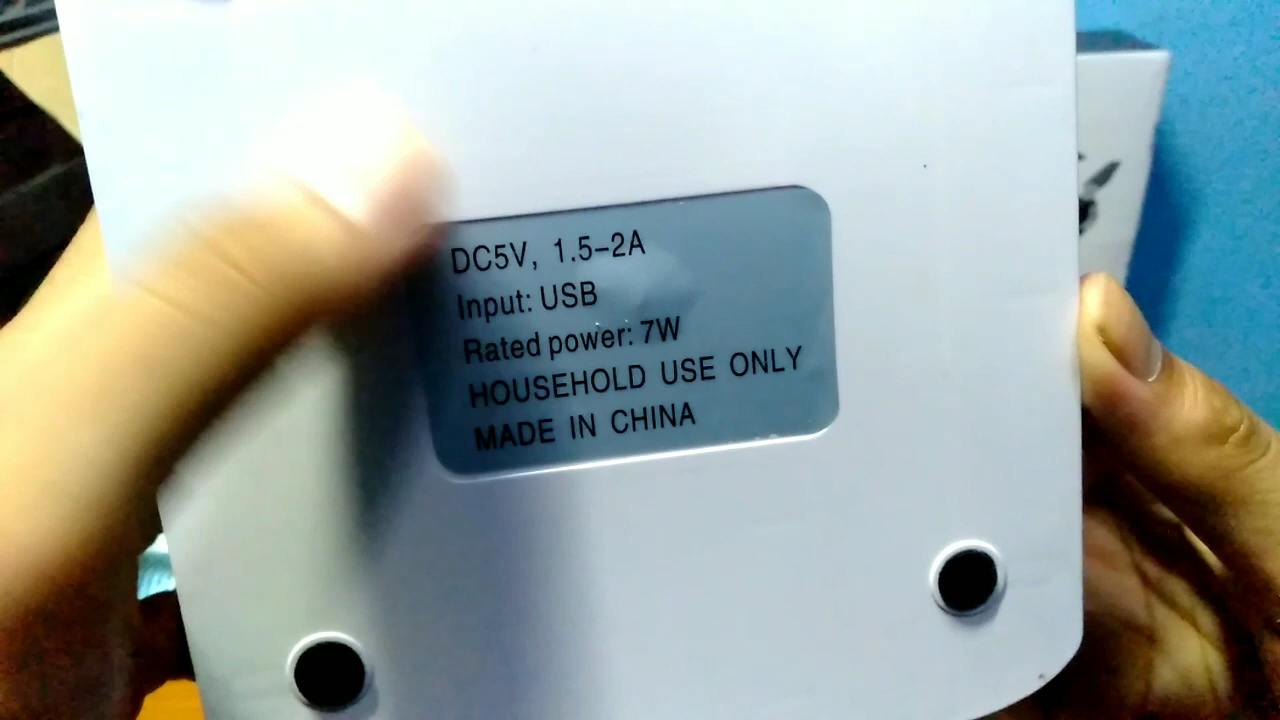 DC5V, 1.5-2A
Input: USB
Rated power: 7W
HOUSEHOLD USE ONLY
MADE IN CHINA